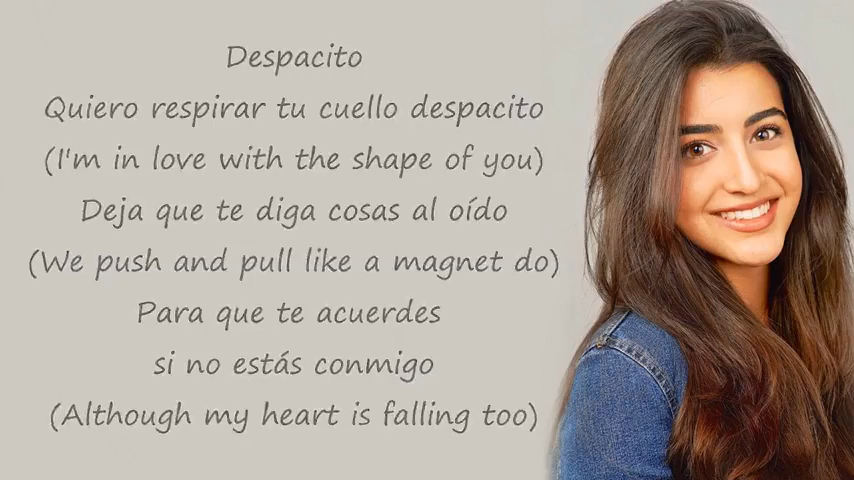 Despacito
Quiero respirar tu cuello despacito
(I'm in love with the shape of you)
Deja que te diga cosas al oído
(We push and pull like a magnet do)
Para que te acuerdes
si no estás conmigo
(Although my heart is falling too)